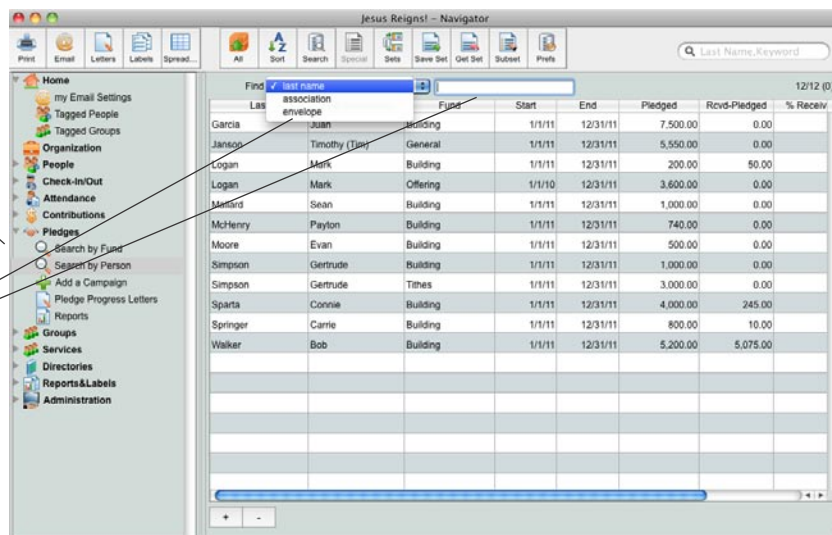 Jesus Reigns! – Navigator
Print Email Letters Labels Spread... All Sort Search Special Sets Save Set Get Set Subset Prefs
Last Name,Keyword
Home
my Email Settings
Tagged People
Tagged Groups
Organization
People
Check-In/Out
Attendance
Contributions
Pledges
Search by Fund
Search by Person
Add a Campaign
Pledge Progress Letters
Reports
Groups
Services
Directories
Reports&Labels
Administration
Find ✓ last name 12/12 (0
association
envelope
Las Fund Start End Pledged Rcvd-Pledged % Receiv
Garcia Juan Building 1/1/11 12/31/11 7,500.00 0.00
Janson Timothy (Tim) General 1/1/11 12/31/11 5,550.00 0.00
Logan Mark Building 1/1/11 12/31/11 200.00 50.00
Logan Mark Offering 1/1/10 12/31/11 3,600.00 0.00
Mallard Sean Building 1/1/11 12/31/11 1,000.00 0.00
McHenry Payton Building 1/1/11 12/31/11 740.00 0.00
Moore Evan Building 1/1/11 12/31/11 500.00 0.00
Simpson Gertrude Building 1/1/11 12/31/11 1,000.00 0.00
Simpson Gertrude Tithes 1/1/11 12/31/11 3,000.00 0.00
Sparta Connie Building 1/1/11 12/31/11 4,000.00 245.00
Springer Carrie Building 1/1/11 12/31/11 800.00 10.00
Walker Bob Building 1/1/11 12/31/11 5,200.00 5,075.00
+ -